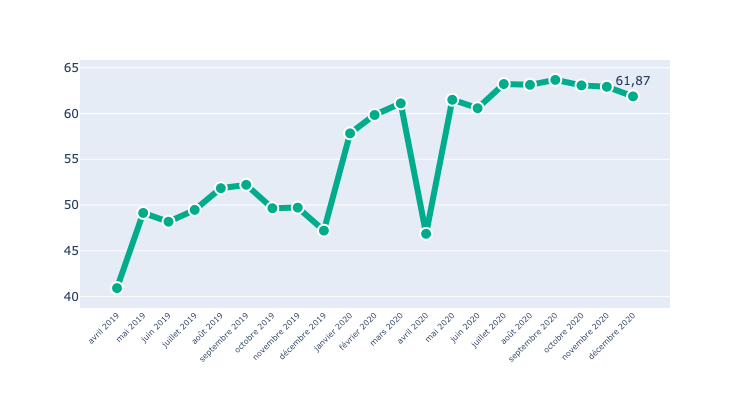 65
60
55
50
45
40
61,87
avril 2019
mai 2019
juin 2019
juillet 2019
août 2019
septembre 2019
octobre 2019
novembre 2019
décembre 2019
janvier 2020
février 2020
mars 2020
avril 2020
mai 2020
juin 2020
juillet 2020
août 2020
septembre 2020
octobre 2020
novembre 2020
décembre 2020